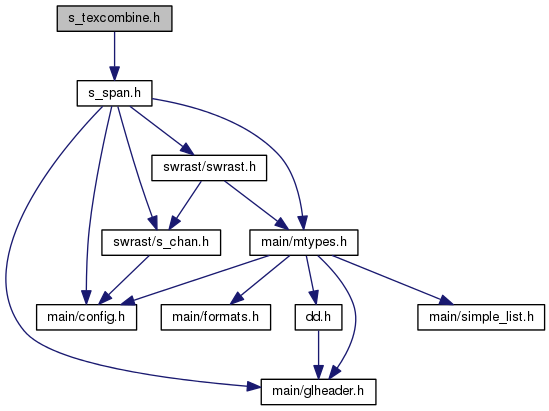 s_texcombine.h
s_span.h
swrast/swrast.h
swrast/s_chan.h
main/mtypes.h
main/config.h
main/formats.h
dd.h
main/simple_list.h
main/glheader.h